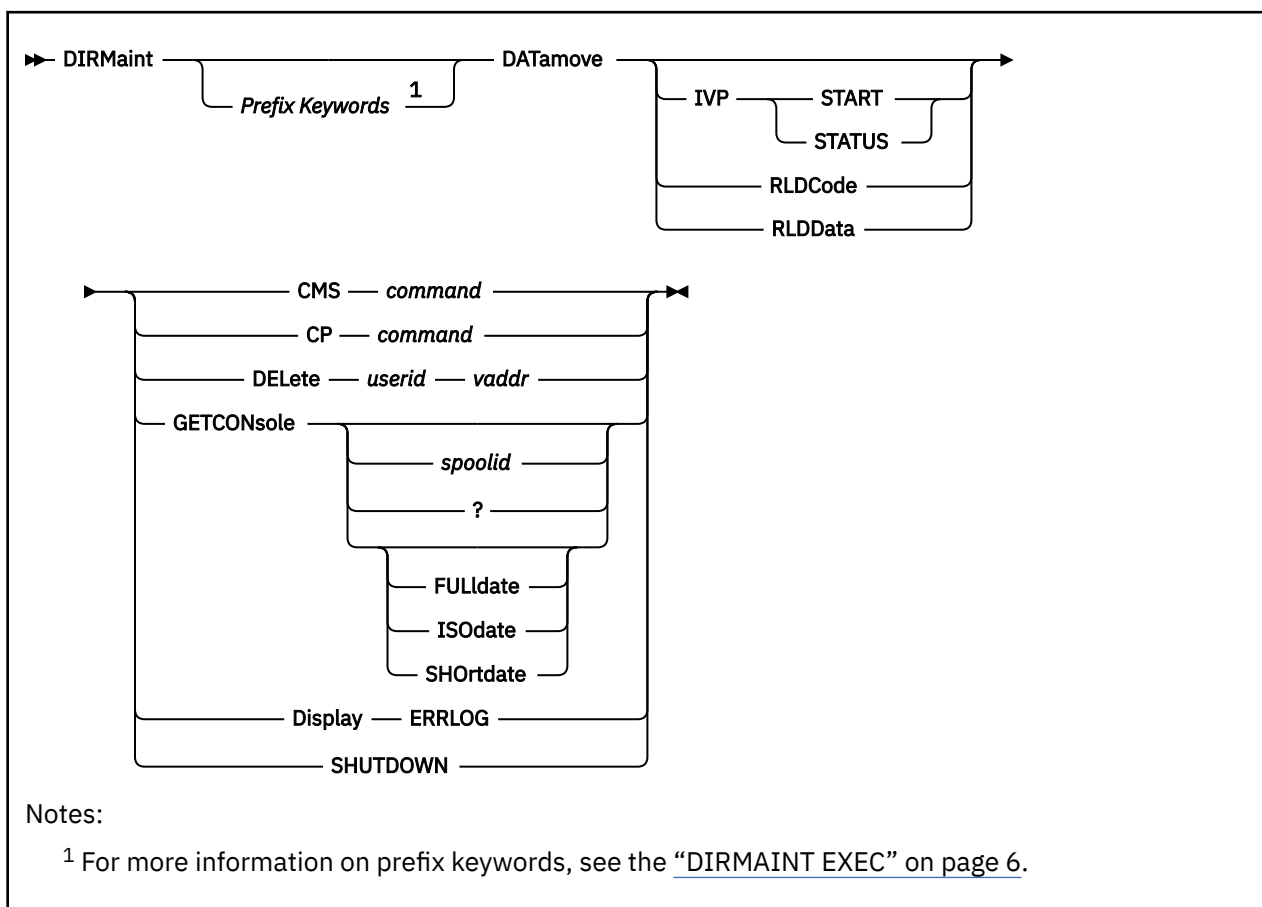 DIRMaint DATamove
Prefix Keywords 1
IVP START
STATUS
RLDCode
RLDData
CMS command
CP command
DELete userid vaddr
GETCONsole
spoolid
?
FULldate
ISOdate
SHOrtdate
Display ERRLOG
SHUTDOWN
Notes:
1 For more information on prefix keywords, see the “DIRMAINT EXEC” on page 6.